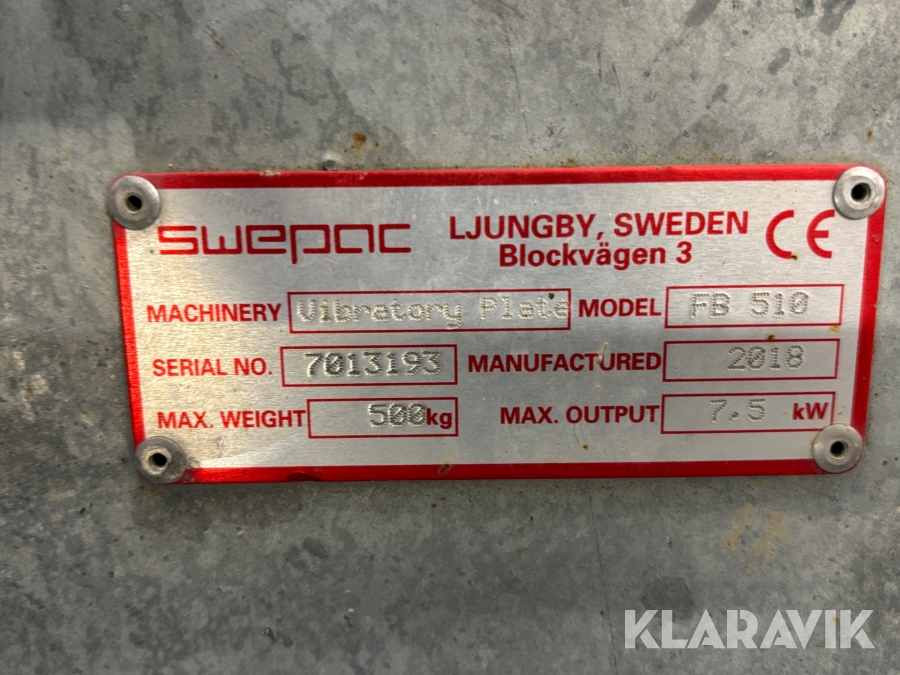 swepac LJUNGBY, SWEDEN CE
Blockvägen 3
MACHINERY Vibratory Plate MODEL FB 510
SERIAL NO. 7013193 MANUFACTURED 2018
MAX. WEIGHT 500kg MAX. OUTPUT 7.5 kW
KLARAVIK